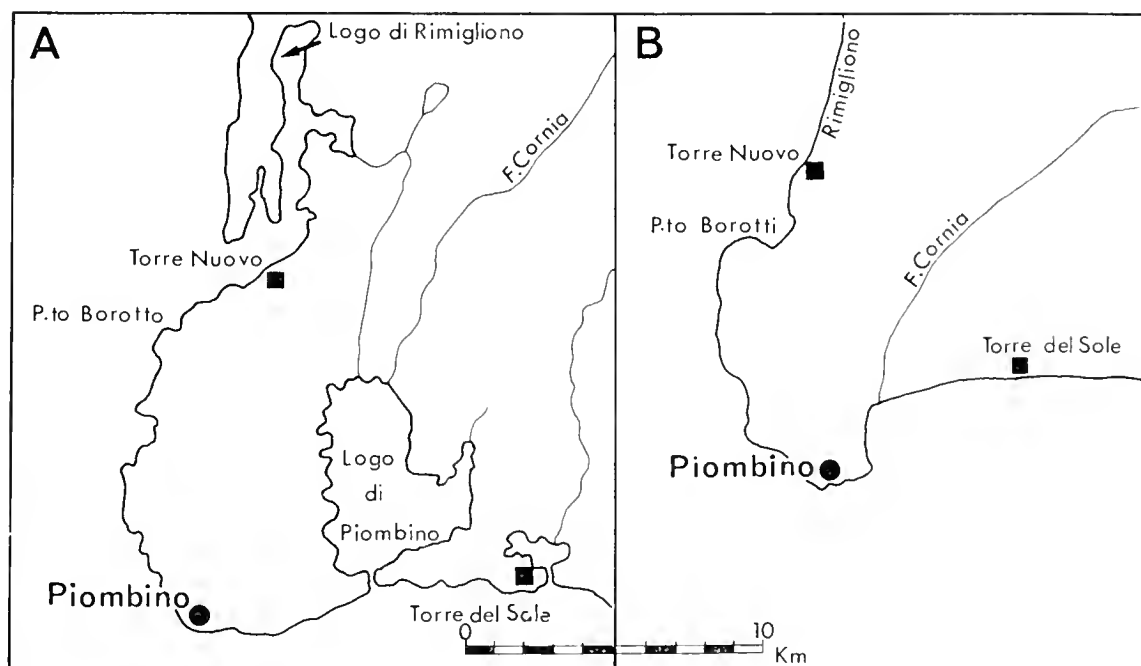 A
Logo di Rimigliono
F. Cornia
Torre Nuovo
P.to Borotto
Logo
di
Piombino
Piombino
Torre del Sole
0
10
Km
B
Rimigliono
Torre Nuovo
P.to Borotti
F. Cornia
Torre del Sole
Piombino